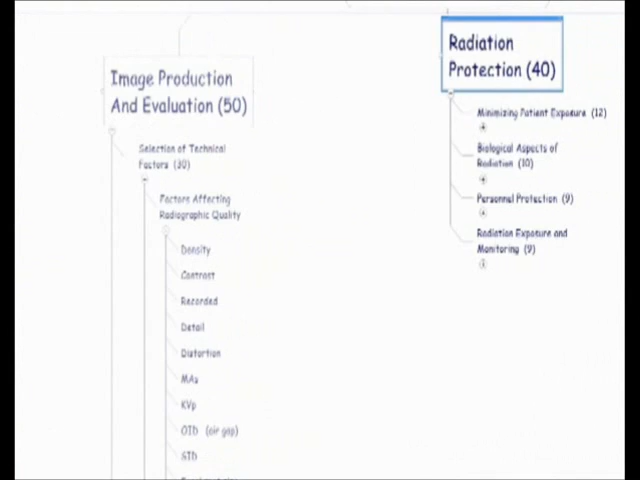 Image Production
And Evaluation (50)
Selection of Technical
Factors (30)
Factors Affecting
Radiographic Quality
Density
Contrast
Recorded
Detail
Distortion
MAs
KVp
OID (air gap)
SID
Radiation
Protection (40)
Minimizing Patient Exposure (12)
Biological Aspects of
Radiation (10)
Personnel Protection (9)
Radiation Exposure and
Monitoring (9)